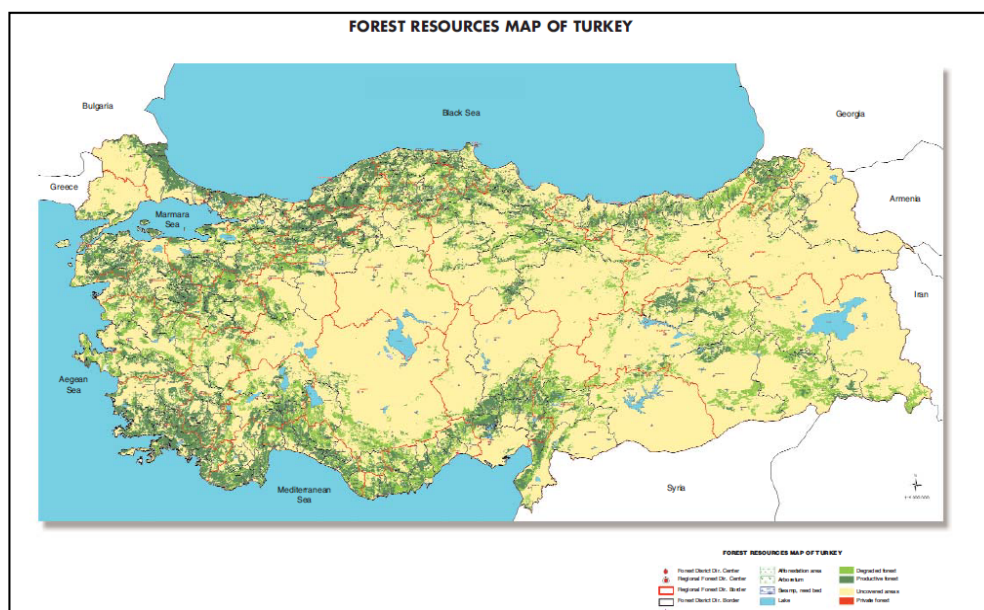 FOREST RESOURCES MAP OF TURKEY
Bulgaria
Black Sea
Georgia
Greece
Marmara
Sea
Armenia
Iran
Aegean
Sea
Mediterranean
Sea
Syria
N
FOREST RESOURCES MAP OF TURKEY
Forest District Dir. Center
Regional Forest Dir. Center
Regional Forest Dir. Border
Forest District Dir. Border
Afforestation area
Arboretum
Swamp, reed bed
Lake
Degraded forest
Productive forest
Uncovered areas
Private forest